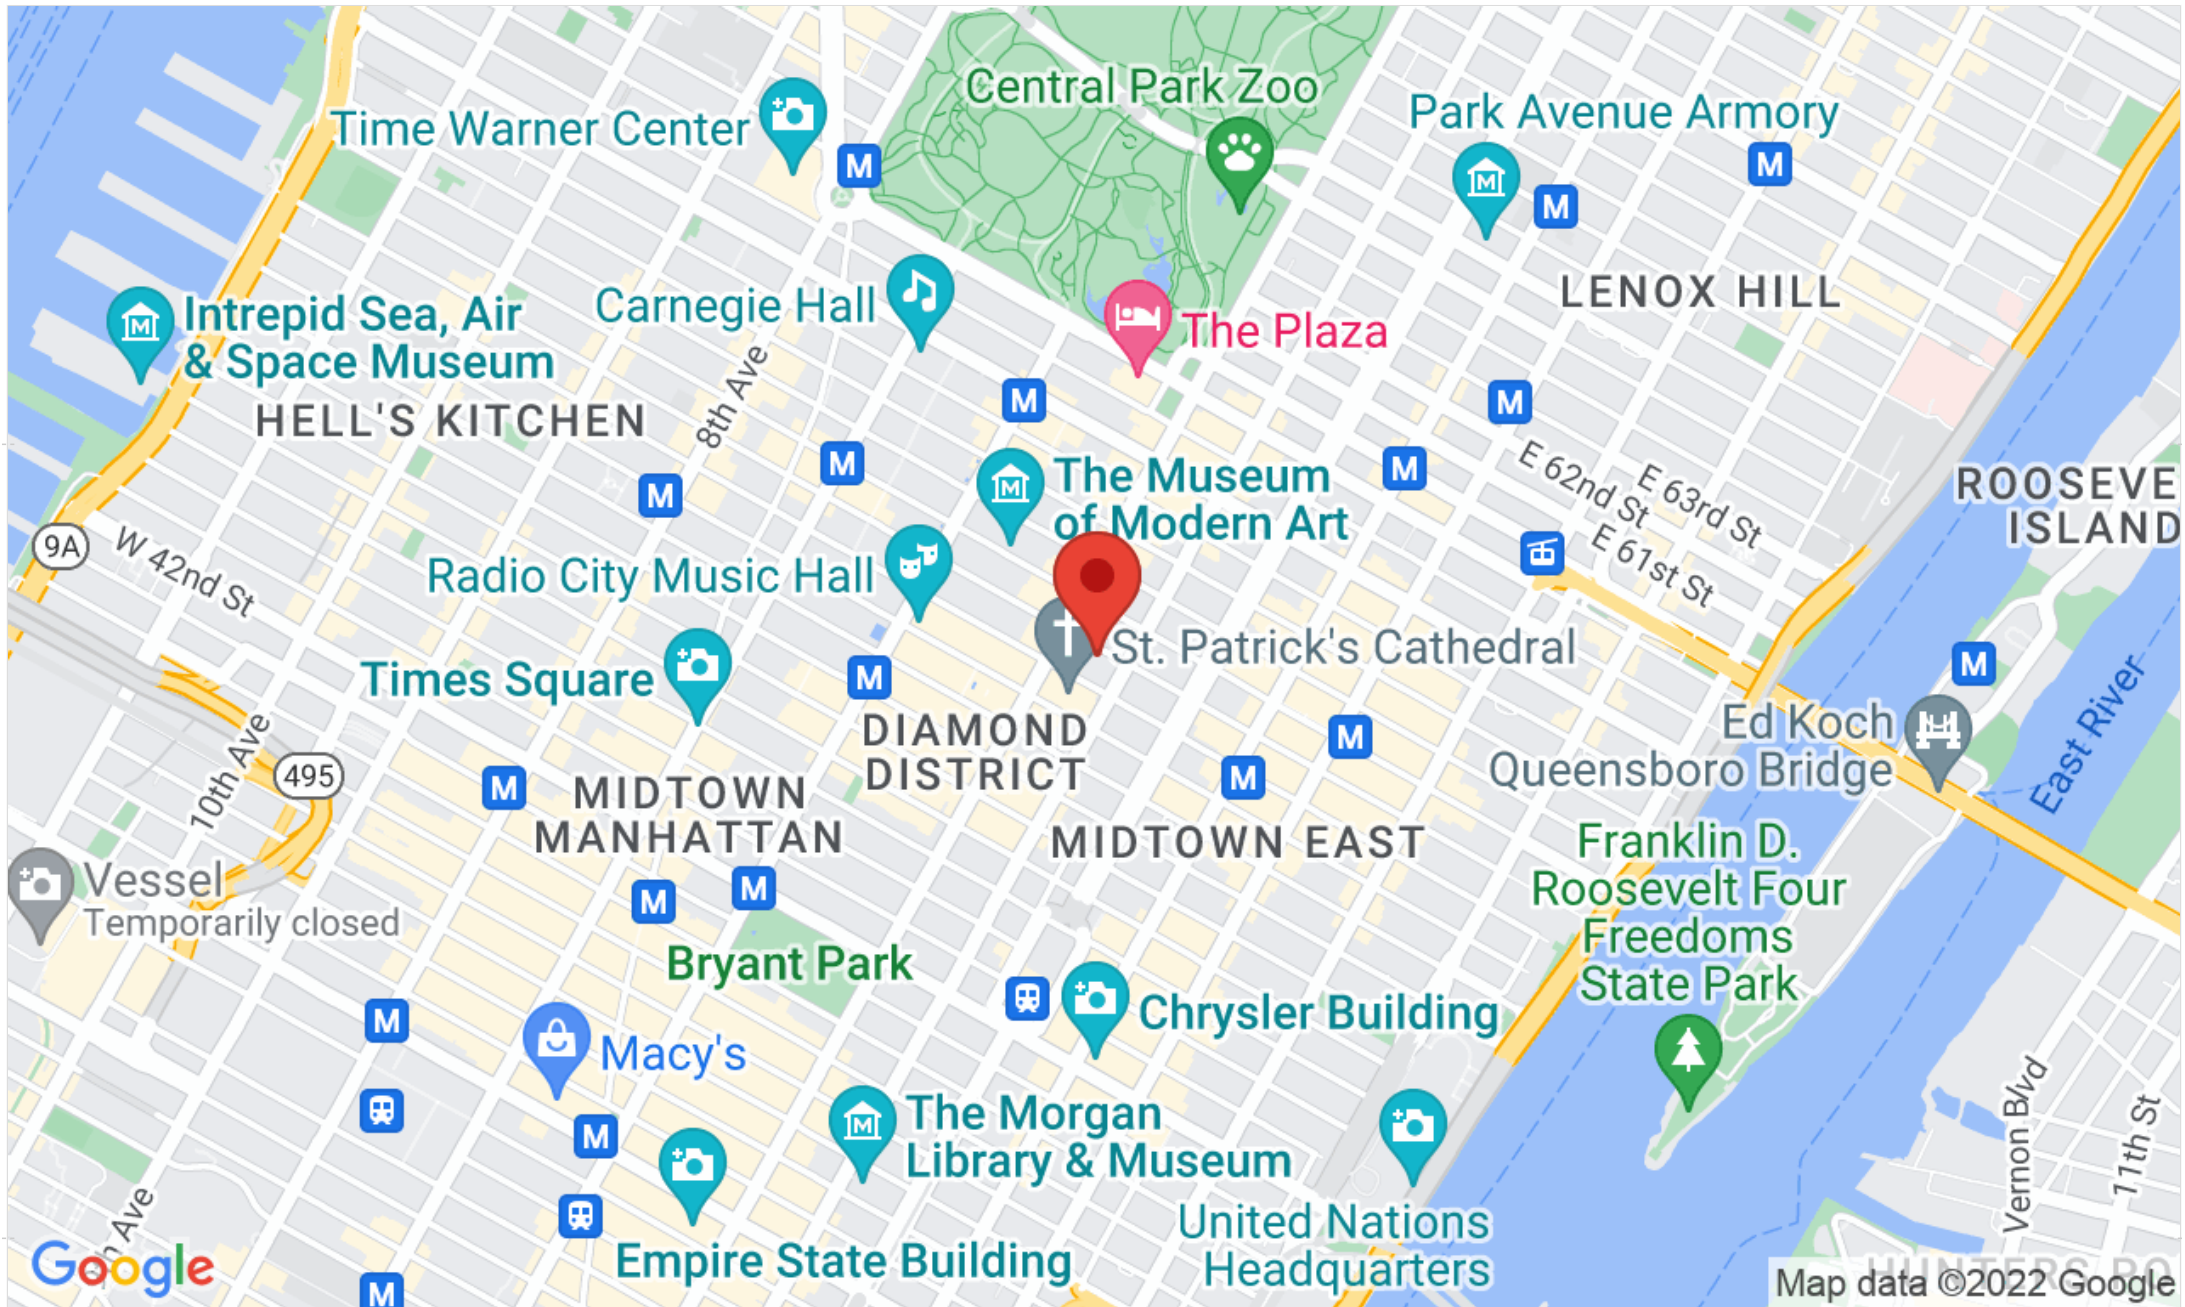 Central Park Zoo
Time Warner Center
Park Avenue Armory
M
M
M
LENOX HILL
Carnegie Hall
Intrepid Sea, Air
& Space Museum
The Plaza
HELL'S KITCHEN
8th Ave
M
M
M
M
M
The Museum
of Modern Art
E 62nd St
E 63rd St
E 61st St
ROOSEVE
ISLAND
9A
W 42nd St
Radio City Music Hall
St. Patrick's Cathedral
Times Square
M
M
DIAMOND
DISTRICT
Ed Koch
Queensboro Bridge
East River
10th Ave
495
M
M
M
MIDTOWN
MANHATTAN
MIDTOWN EAST
Franklin D.
Roosevelt Four
Freedoms
State Park
Vessel
Temporarily closed
M
M
Bryant Park
Chrysler Building
M
Macy's
M
The Morgan
Library & Museum
Vernon Blvd
11th St
United Nations
Headquarters
Empire State Building
h Ave
Google
M
HUNTERS PO
Map data ©2022 Google